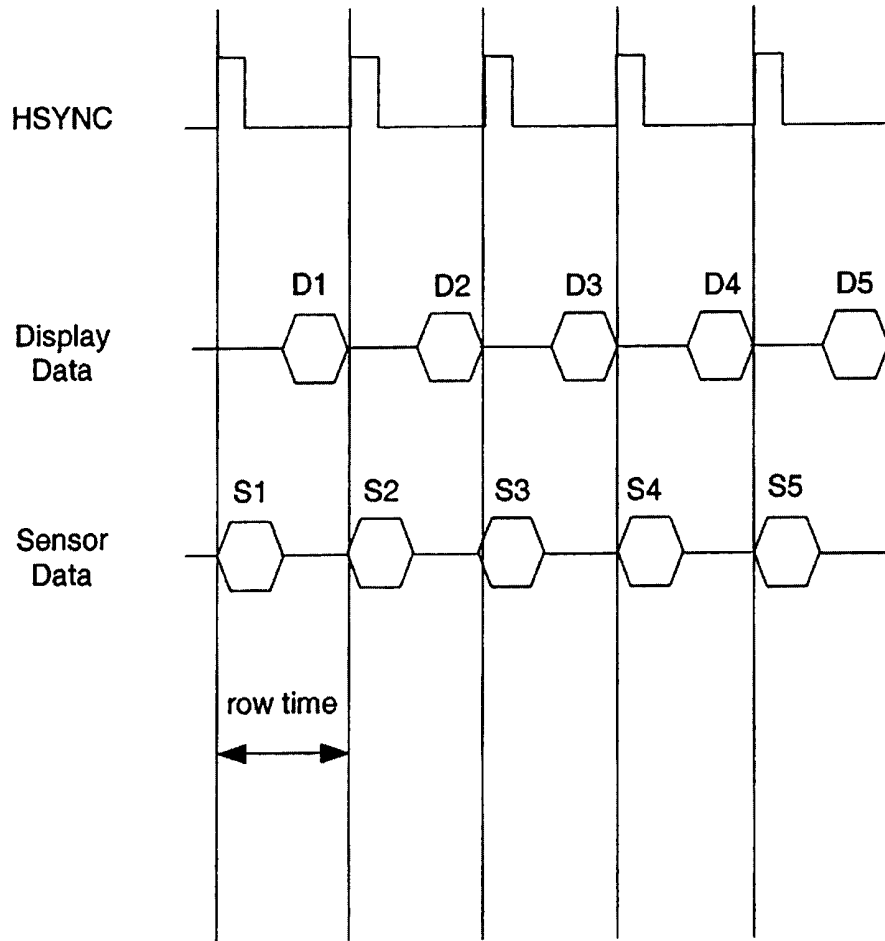 HSYNC
D1 D2 D3 D4 D5
Display
Data
S1 S2 S3 S4 S5
Sensor
Data
row time